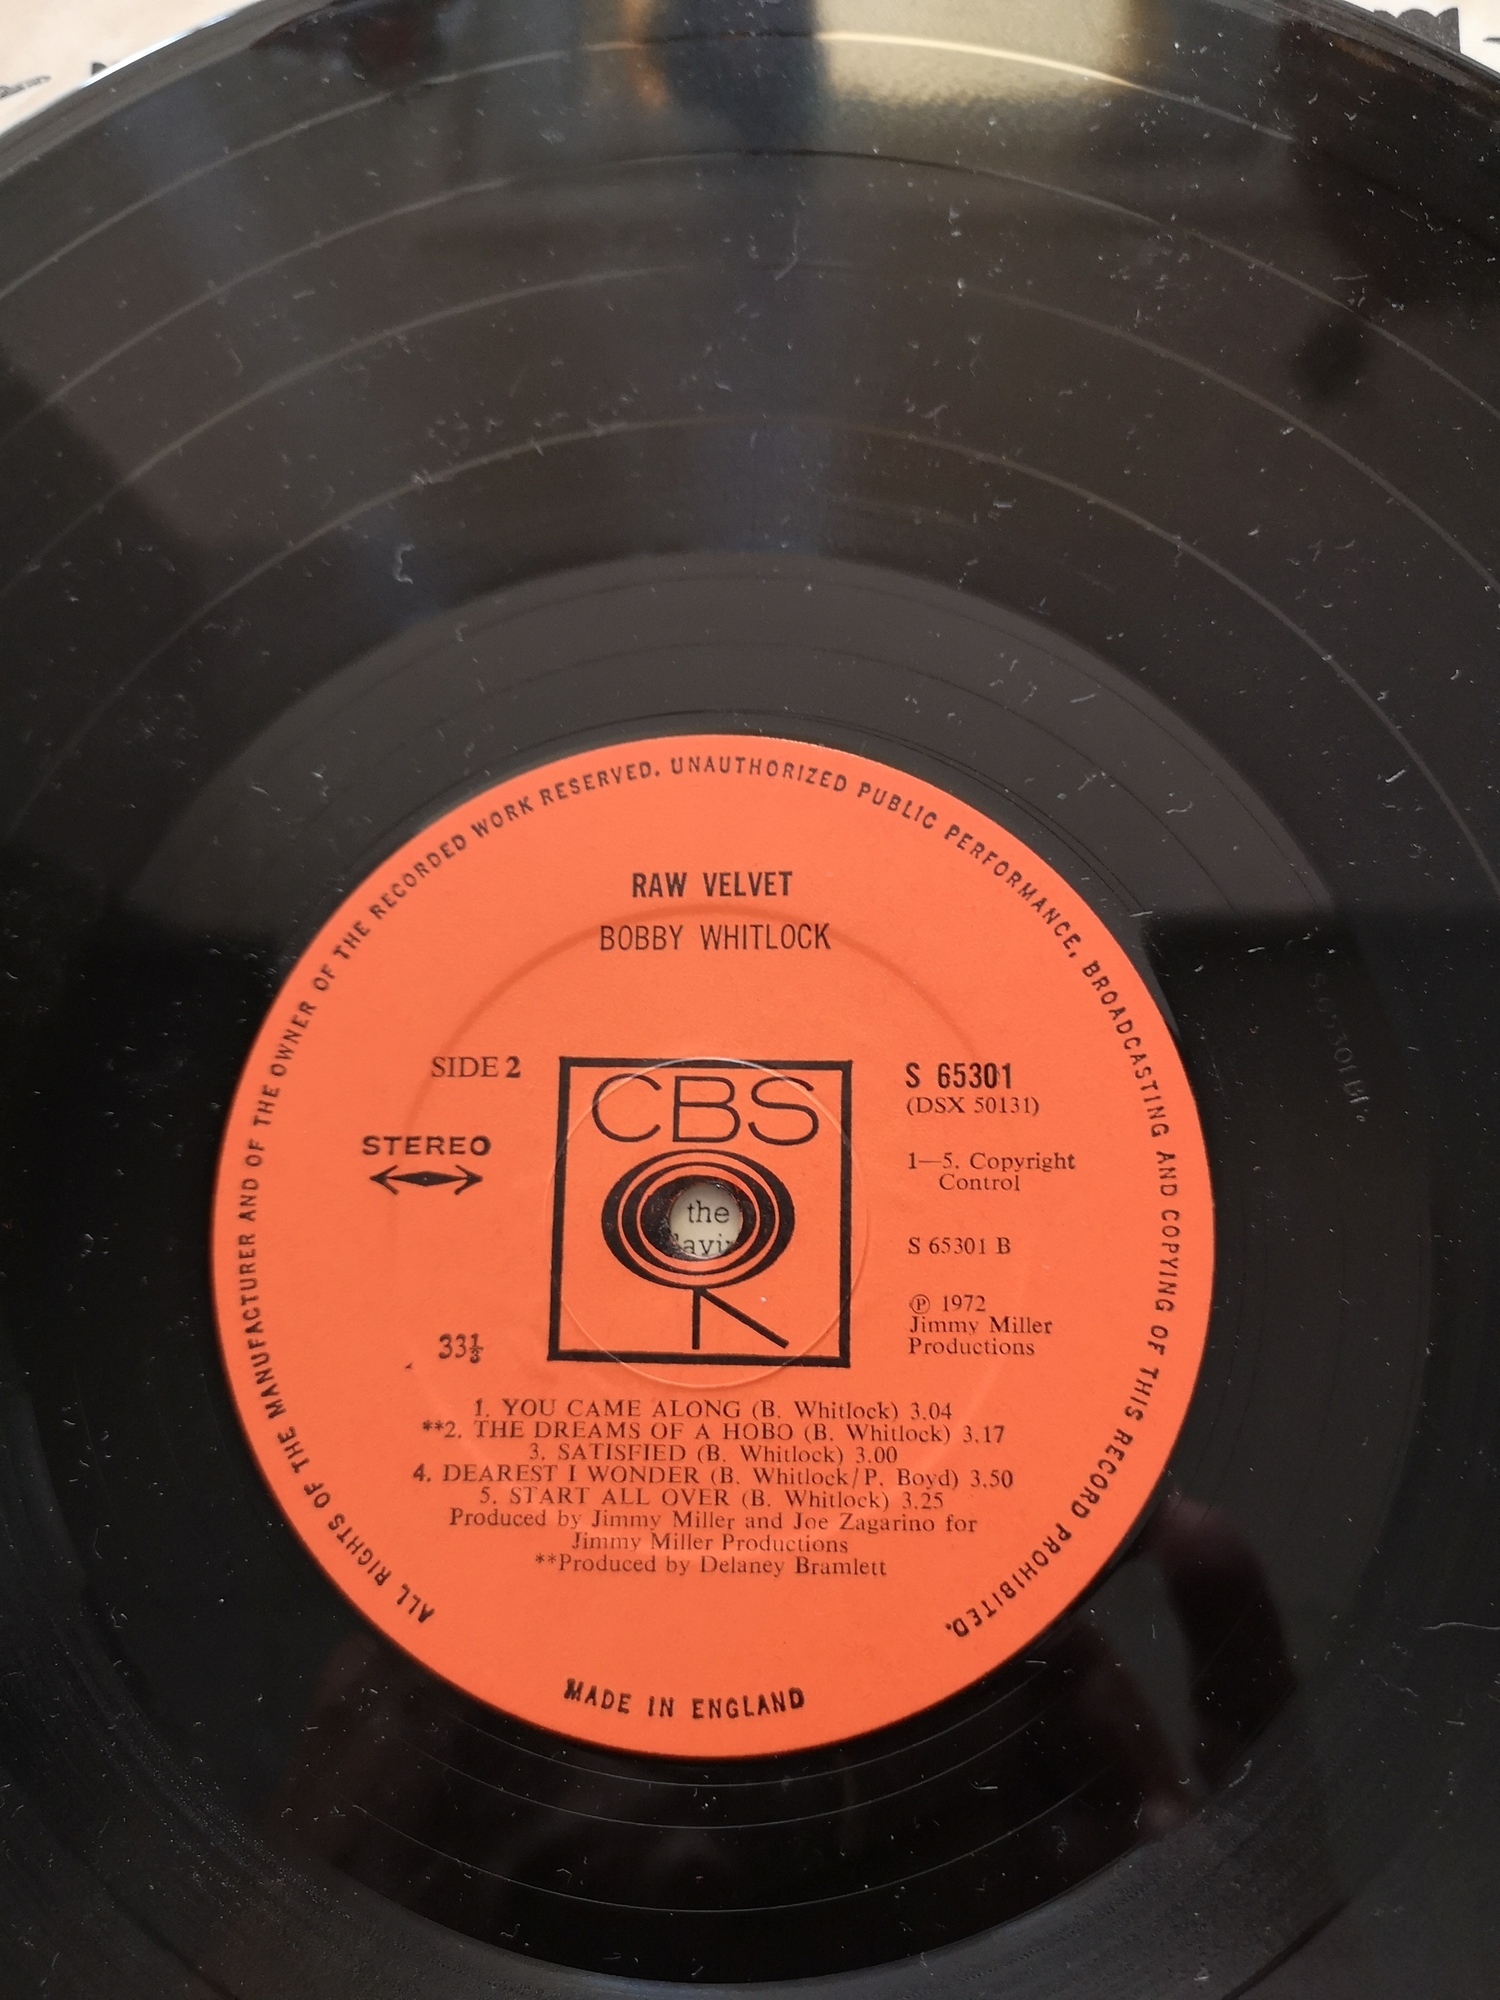 ALL RIGHTS OF THE MANUFACTURER AND OF THE OWNER OF THE RECORDED WORK RESERVED. UNAUTHORIZED PUBLIC PERFORMANCE, BROADCASTING AND COPYING OF THIS RECORD PROHIBITED.
RAW VELVET
BOBBY WHITLOCK
SIDE 2
STEREO
33⅓
CBS
the
S 65301
(DSX 50131)
1—5. Copyright
Control
S 65301 B
Ⓟ 1972
Jimmy Miller
Productions
1. YOU CAME ALONG (B. Whitlock) 3.04
**2. THE DREAMS OF A HOBO (B. Whitlock) 3.17
3. SATISFIED (B. Whitlock) 3.00
4. DEAREST I WONDER (B. Whitlock/P. Boyd) 3.50
5. START ALL OVER (B. Whitlock) 3.25
Produced by Jimmy Miller and Joe Zagarino for
Jimmy Miller Productions
**Produced by Delaney Bramlett
MADE IN ENGLAND